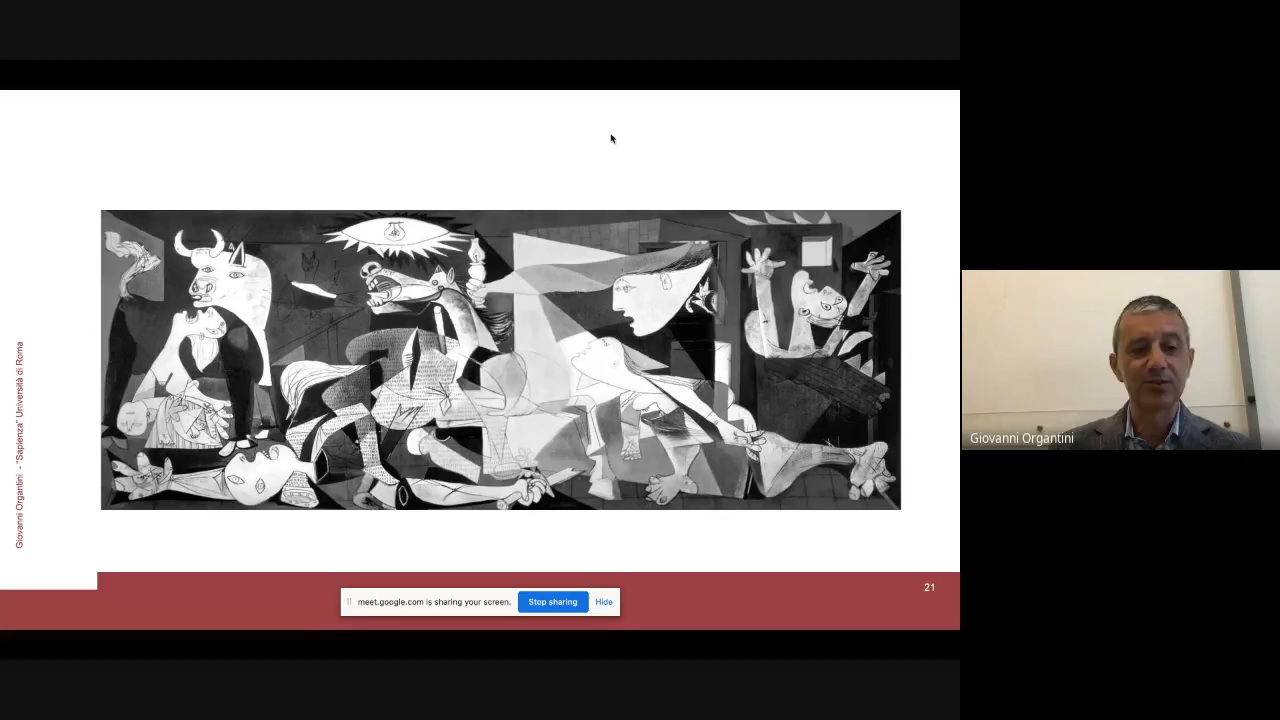 Giovanni Organtini - "Sapienza" Università di Roma
meet.google.com is sharing your screen.
Stop sharing
Hide
21
Giovanni Organtini